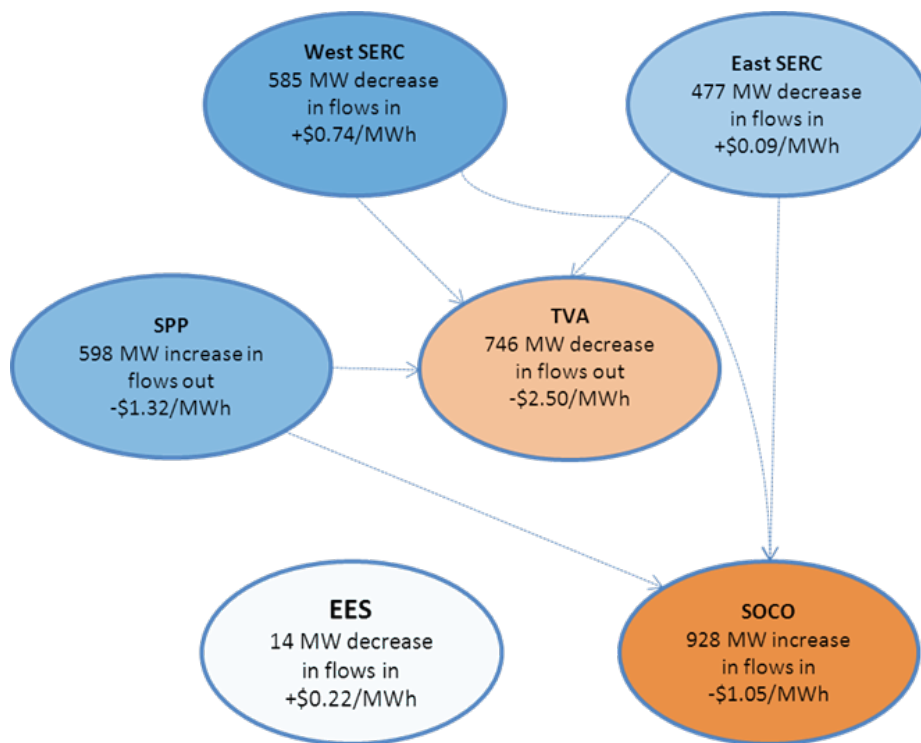 West SERC
585 MW decrease
in flows in
+$0.74/MWh
East SERC
477 MW decrease
in flows in
+$0.09/MWh
SPP
598 MW increase in
flows out
-$1.32/MWh
TVA
746 MW decrease
in flows out
-$2.50/MWh
EES
14 MW decrease
in flows in
+$0.22/MWh
SOCO
928 MW increase
in flows in
-$1.05/MWh